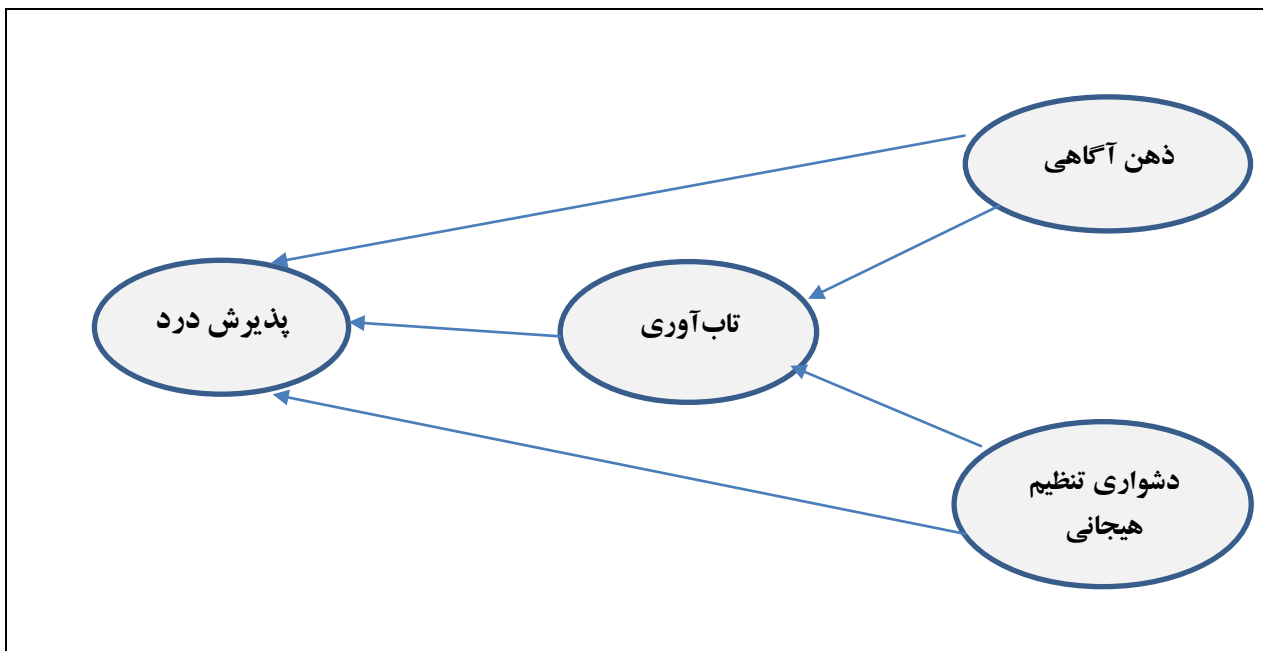 ذهن آگاهی
تاب‌آوری
پذیرش درد
دشواری تنظیم
هیجانی